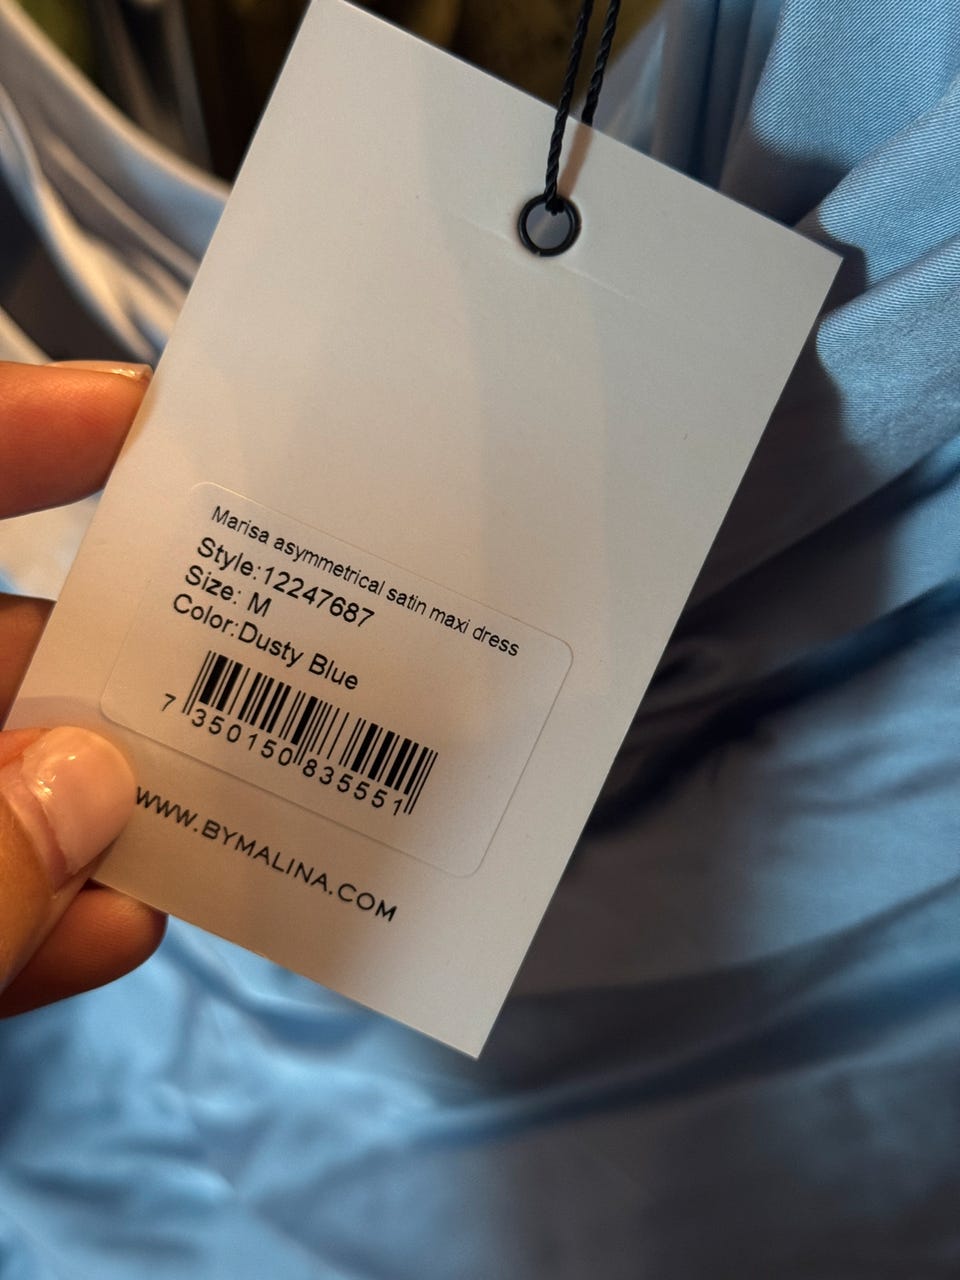 Marisa asymmetrical satin maxi dress
Style:12247687
Size: M
Color:Dusty Blue
7 350150 835551
WWW.BYMALINA.COM